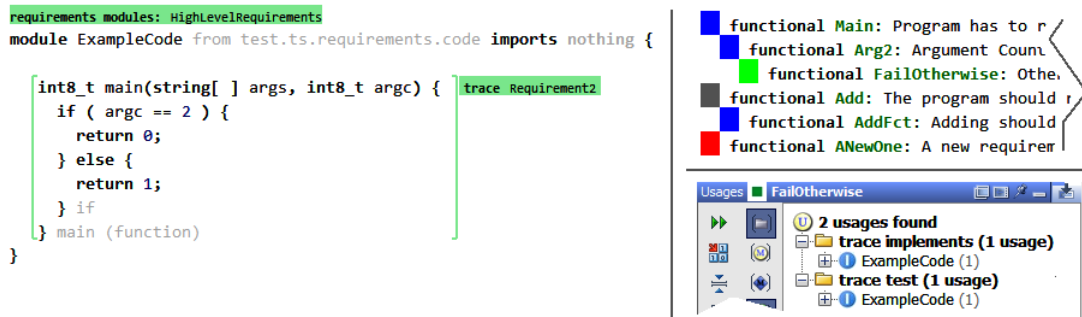 requirements modules: HighLevelRequirements
module ExampleCode from test.ts.requirements.code imports nothing {
int8_t main(string[ ] args, int8_t argc) { trace Requirement2
if ( argc == 2 ) {
return 0;
} else {
return 1;
} if
} main (function)
}
functional Main: Program has to r
functional Arg2: Argument Coun
functional FailOtherwise: Othe
functional Add: The program should
functional AddFct: Adding should
functional ANewOne: A new requirem
Usages FailOtherwise
2 usages found
trace implements (1 usage)
ExampleCode (1)
trace test (1 usage)
ExampleCode (1)